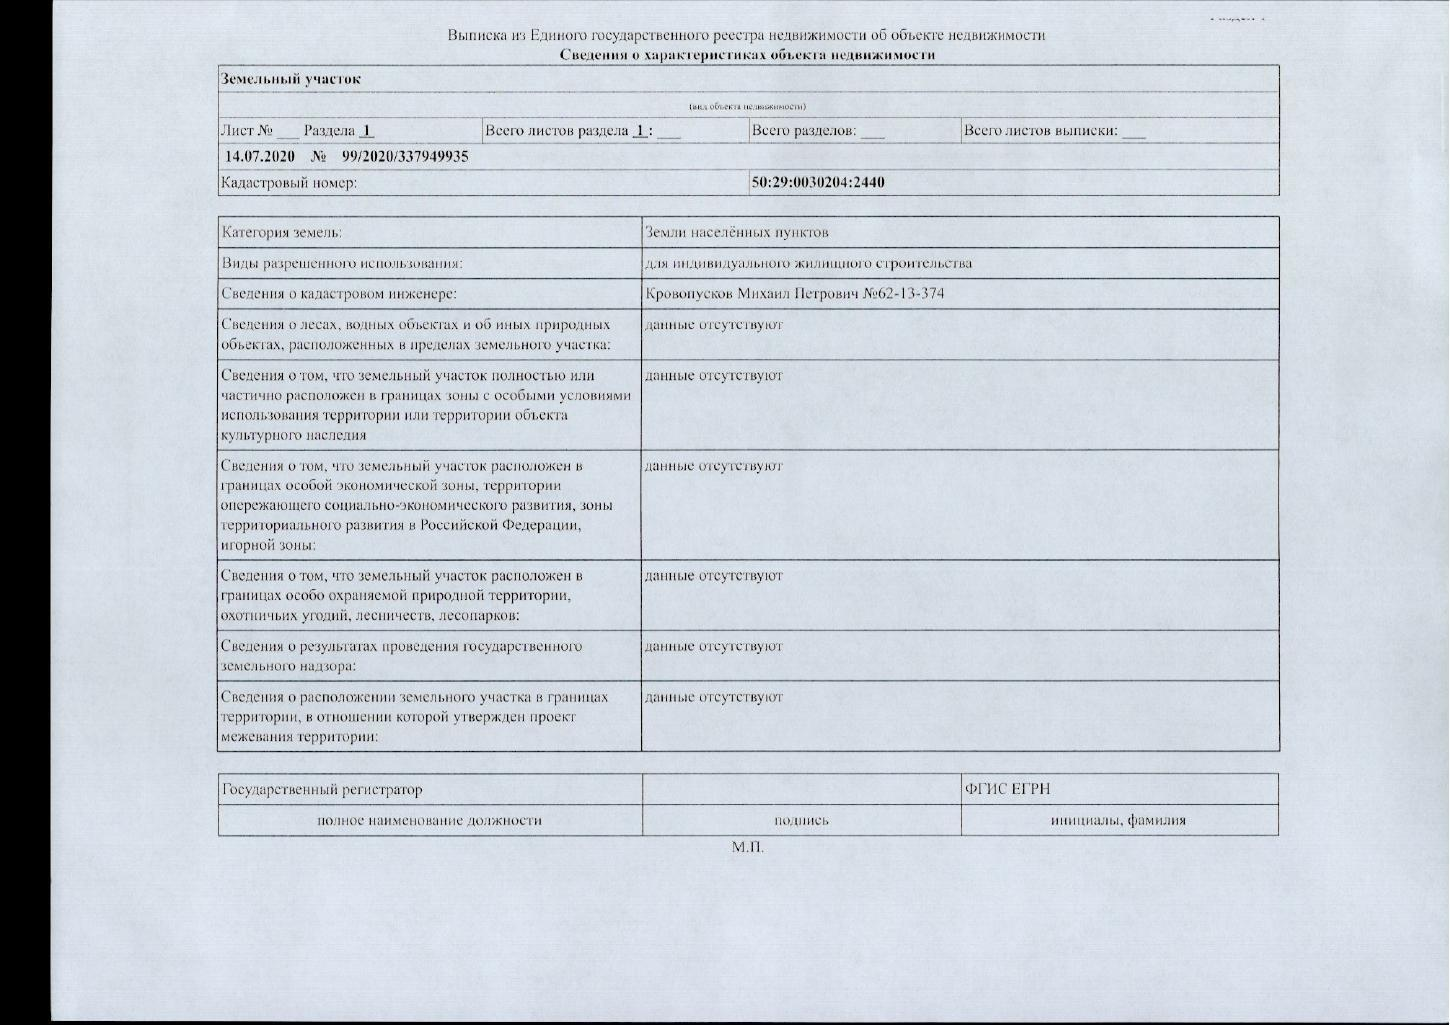 Выписка из Единого государственного реестра недвижимости об объекте недвижимости
Сведения о характеристиках объекта недвижимости
Земельный участок
(вид объекта недвижимости)
Лист № ___ Раздела 1 Всего листов раздела 1 : ___ Всего разделов: ___ Всего листов выписки: ___
14.07.2020 № 99/2020/337949935
Кадастровый номер: 50:29:0030204:2440
Категория земель: Земли населённых пунктов
Виды разрешенного использования: для индивидуального жилищного строительства
Сведения о кадастровом инженере: Кровопусков Михаил Петрович №62-13-374
Сведения о лесах, водных объектах и об иных природных данные отсутствуют
объектах, расположенных в пределах земельного участка:
Сведения о том, что земельный участок полностью или данные отсутствуют
частично расположен в границах зоны с особыми условиями
использования территории или территории объекта
культурного наследия
Сведения о том, что земельный участок расположен в данные отсутствуют
границах особой экономической зоны, территории
опережающего социально-экономического развития, зоны
территориального развития в Российской Федерации,
игорной зоны:
Сведения о том, что земельный участок расположен в данные отсутствуют
границах особо охраняемой природной территории,
охотничьих угодий, лесничеств, лесопарков:
Сведения о результатах проведения государственного данные отсутствуют
земельного надзора:
Сведения о расположении земельного участка в границах данные отсутствуют
территории, в отношении которой утвержден проект
межевания территории:
Государственный регистратор ФГИС ЕГРН
полное наименование должности подпись инициалы, фамилия
М.П.